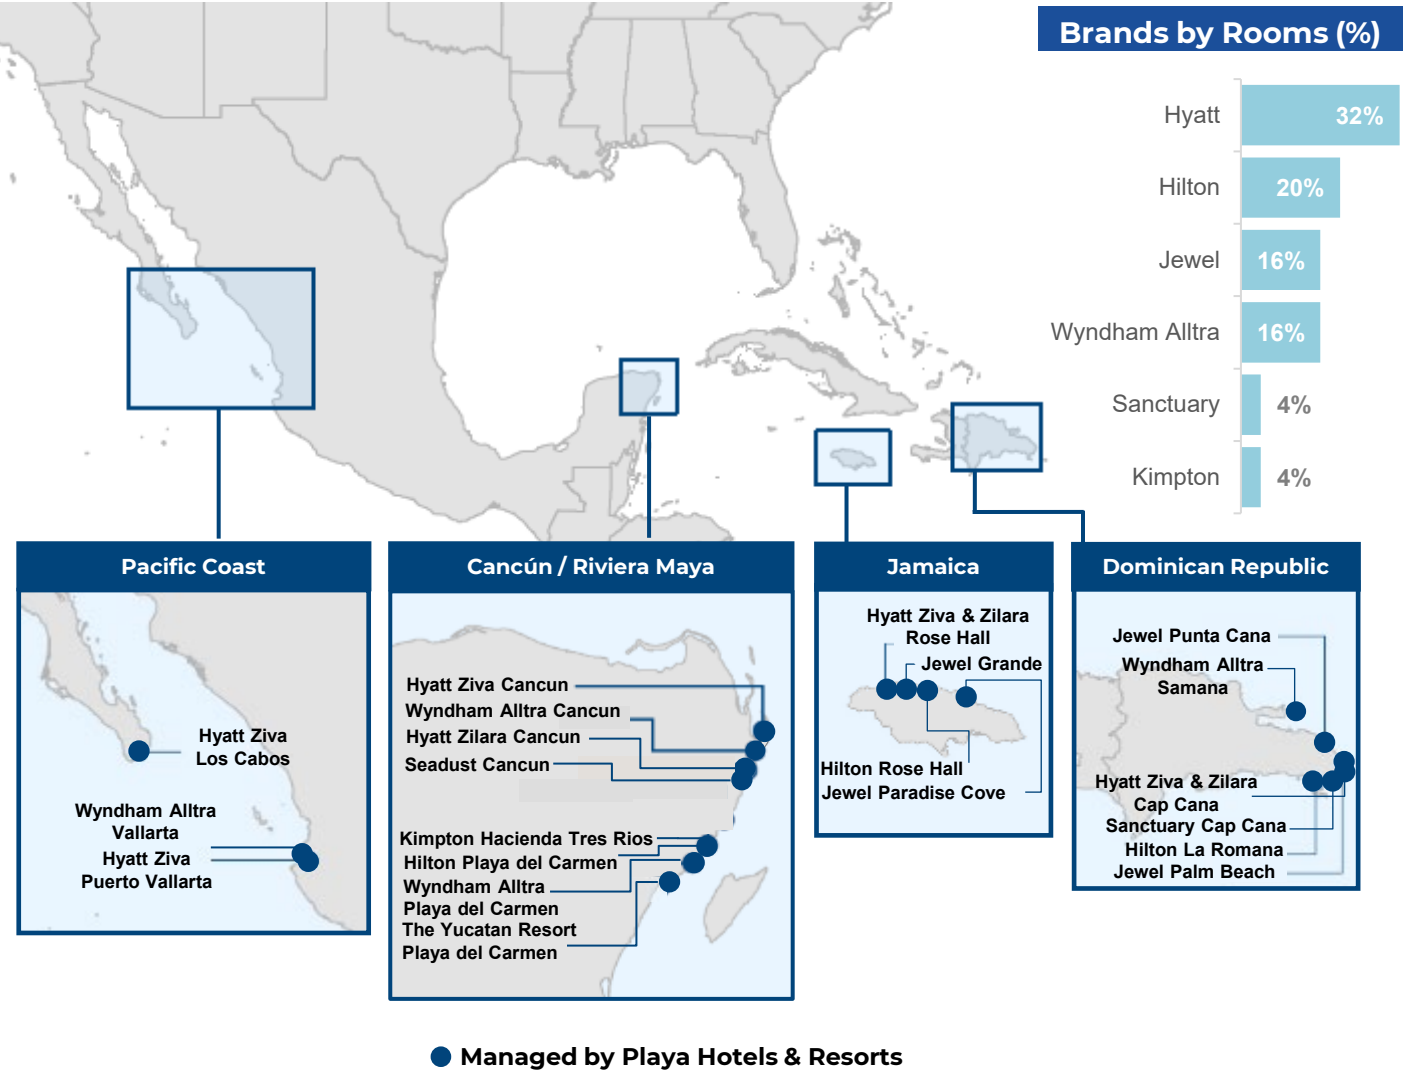 Brands by Rooms (%)
Hyatt
32%
Hilton
20%
Jewel
16%
Wyndham Alltra
16%
Sanctuary
4%
Kimpton
4%
Pacific Coast
Hyatt Ziva
Los Cabos
Wyndham Alltra
Vallarta
Hyatt Ziva
Puerto Vallarta
Cancún / Riviera Maya
Hyatt Ziva Cancun
Wyndham Alltra Cancun
Hyatt Zilara Cancun
Seadust Cancun
Kimpton Hacienda Tres Rios
Hilton Playa del Carmen
Wyndham Alltra
Playa del Carmen
The Yucatan Resort
Playa del Carmen
Jamaica
Hyatt Ziva & Zilara
Rose Hall
Jewel Grande
Hilton Rose Hall
Jewel Paradise Cove
Dominican Republic
Jewel Punta Cana
Wyndham Alltra
Samana
Hyatt Ziva & Zilara
Cap Cana
Sanctuary Cap Cana
Hilton La Romana
Jewel Palm Beach
Managed by Playa Hotels & Resorts